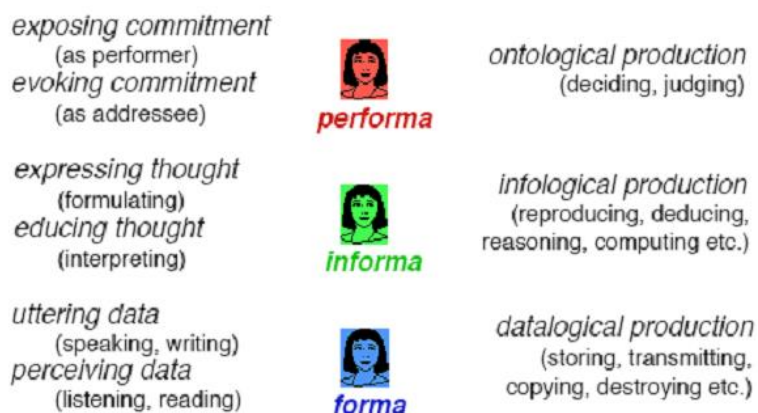 exposing commitment
(as performer)
evoking commitment
(as addressee)
performa
ontological production
(deciding, judging)
expressing thought
(formulating)
educing thought
(interpreting)
informa
infological production
(reproducing, deducing,
reasoning, computing etc.)
uttering data
(speaking, writing)
perceiving data
(listening, reading)
forma
datalogical production
(storing, transmitting,
copying, destroying etc.)